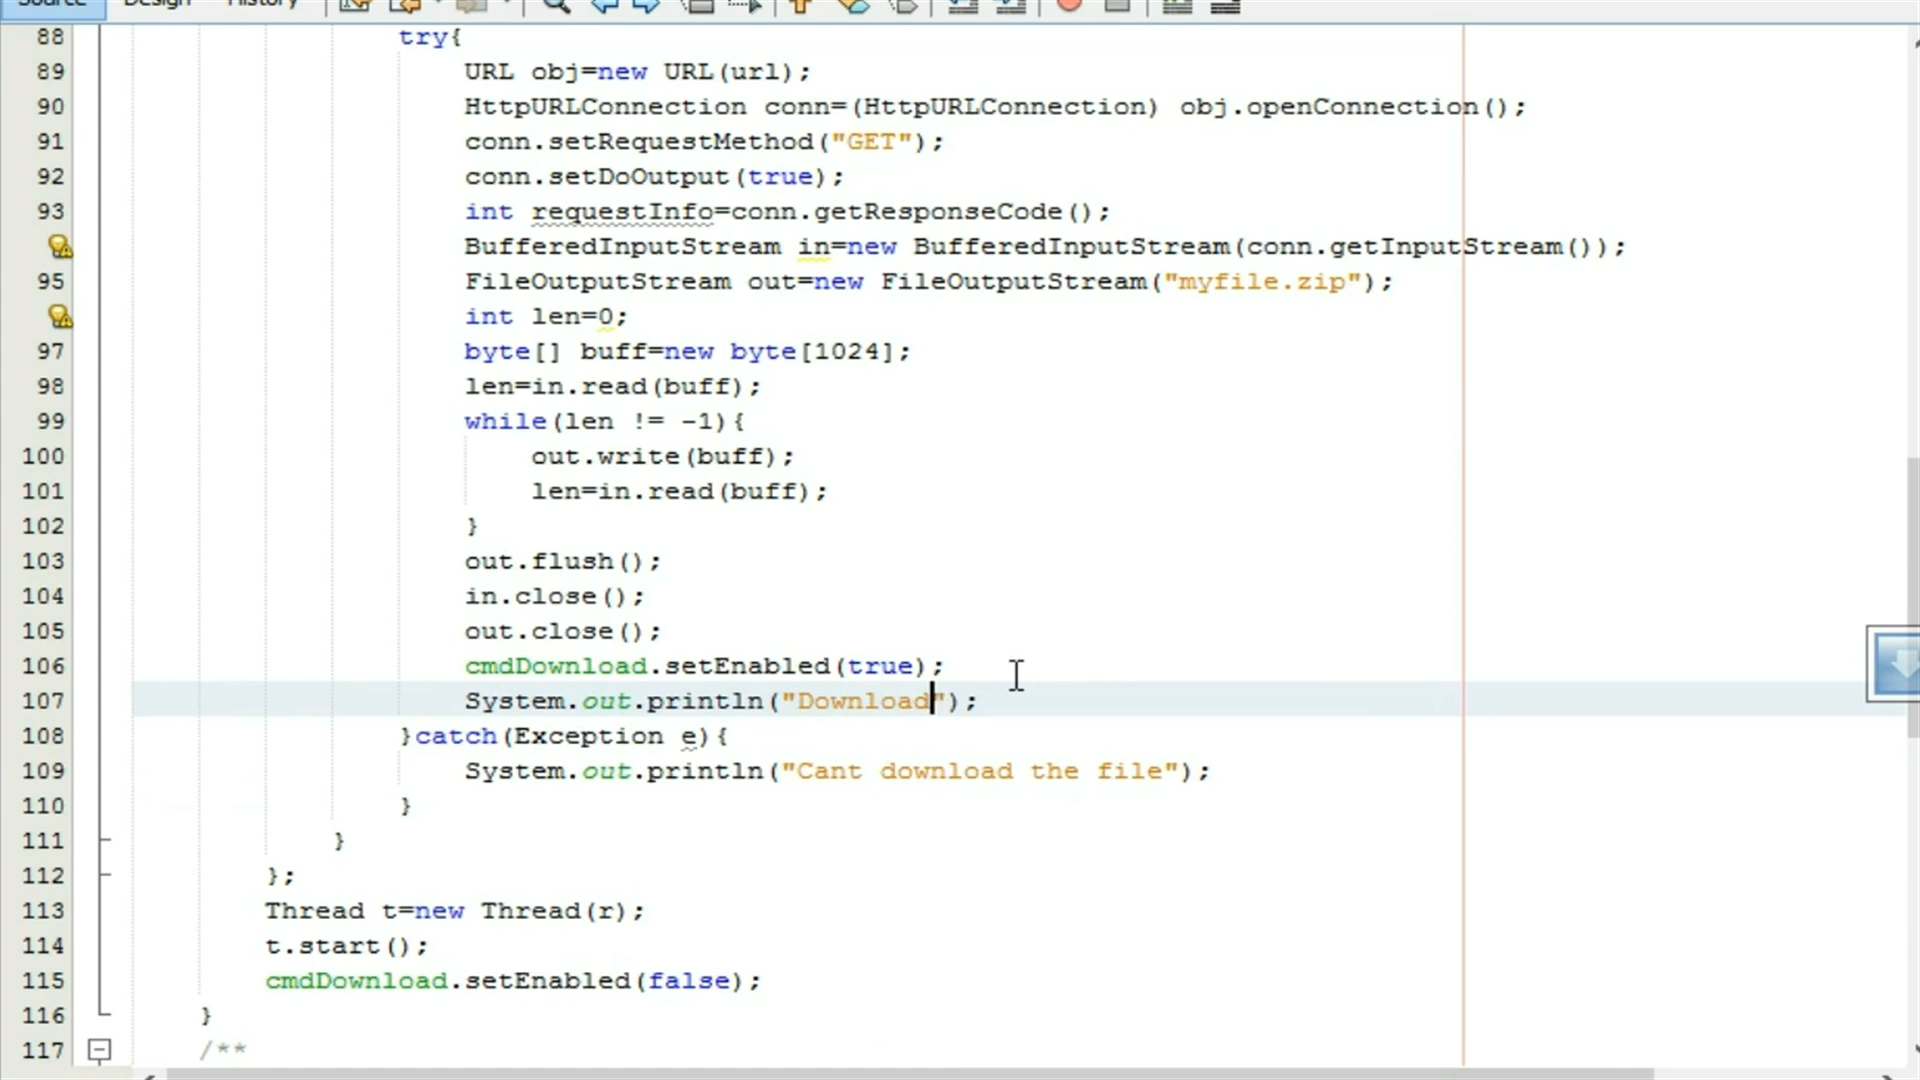 Source Design History
88 try{
89 URL obj=new URL(url);
90 HttpURLConnection conn=(HttpURLConnection) obj.openConnection();
91 conn.setRequestMethod("GET");
92 conn.setDoOutput(true);
93 int requestInfo=conn.getResponseCode();
BufferedInputStream in=new BufferedInputStream(conn.getInputStream());
95 FileOutputStream out=new FileOutputStream("myfile.zip");
int len=0;
97 byte[] buff=new byte[1024];
98 len=in.read(buff);
99 while(len != -1){
100 out.write(buff);
101 len=in.read(buff);
102 }
103 out.flush();
104 in.close();
105 out.close();
106 cmdDownload.setEnabled(true);
107 System.out.println("Download");
108 }catch(Exception e){
109 System.out.println("Cant download the file");
110 }
111 }
112 };
113 Thread t=new Thread(r);
114 t.start();
115 cmdDownload.setEnabled(false);
116 }
117 /**